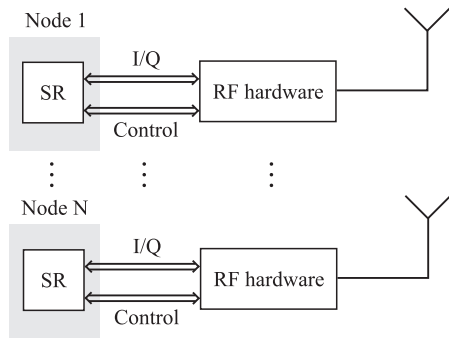 Node 1
I/Q
SR
RF hardware
Control
Node N
I/Q
SR
RF hardware
Control